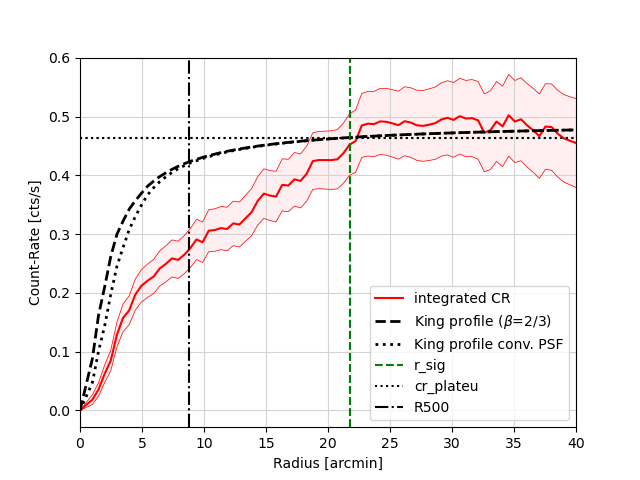 0.6
0.5
0.4
0.3
0.2
0.1
0.0
Count-Rate [cts/s]
integrated CR
King profile (β=2/3)
King profile conv. PSF
r_sig
cr_plateu
R500
0 5 10 15 20 25 30 35 40
Radius [arcmin]